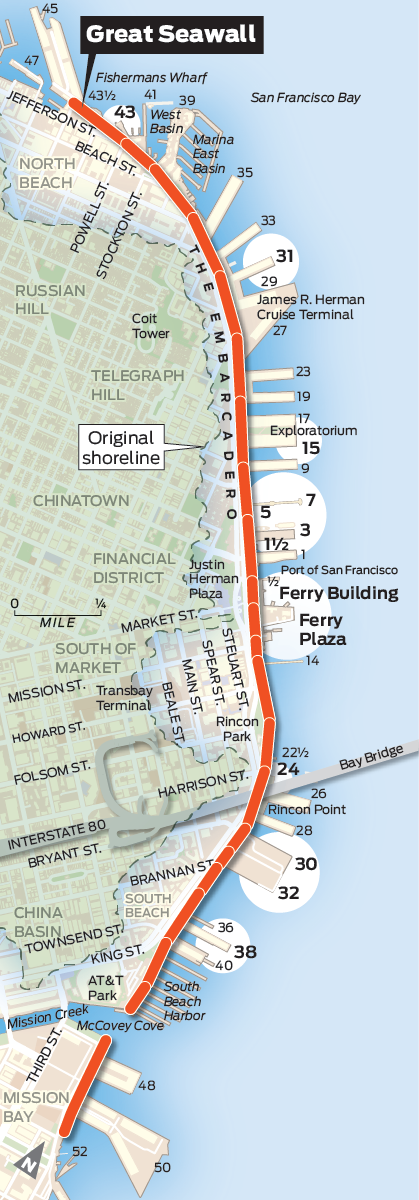 45
Great Seawall
47
Fishermans Wharf
43½
41
39
San Francisco Bay
JEFFERSON ST.
43
West
Basin
BEACH ST.
Marina
East
Basin
NORTH
BEACH
35
POWELL ST.
STOCKTON ST.
33
THE EMBARCADERO
31
29
RUSSIAN
HILL
James R. Herman
Cruise Terminal
Coit
Tower
27
TELEGRAPH
HILL
23
19
17
Exploratorium
Original
shoreline
15
9
CHINATOWN
7
5
3
1½
1
FINANCIAL
DISTRICT
Justin
Herman
Plaza
Port of San Francisco
½
Ferry Building
0
¼
MILE
MARKET ST.
Ferry
Plaza
SOUTH OF
MARKET
STEUART ST.
SPEAR ST.
MAIN ST.
BEALE ST.
14
MISSION ST.
Transbay
Terminal
Rincon
Park
HOWARD ST.
22½
Bay Bridge
FOLSOM ST.
24
HARRISON ST.
26
Rincon Point
INTERSTATE 80
28
BRYANT ST.
30
BRANNAN ST.
32
SOUTH
BEACH
CHINA
BASIN
36
TOWNSEND ST.
38
KING ST.
40
AT&T
Park
South
Beach
Harbor
Mission Creek
McCovey Cove
THIRD ST.
48
MISSION
BAY
52
N
50